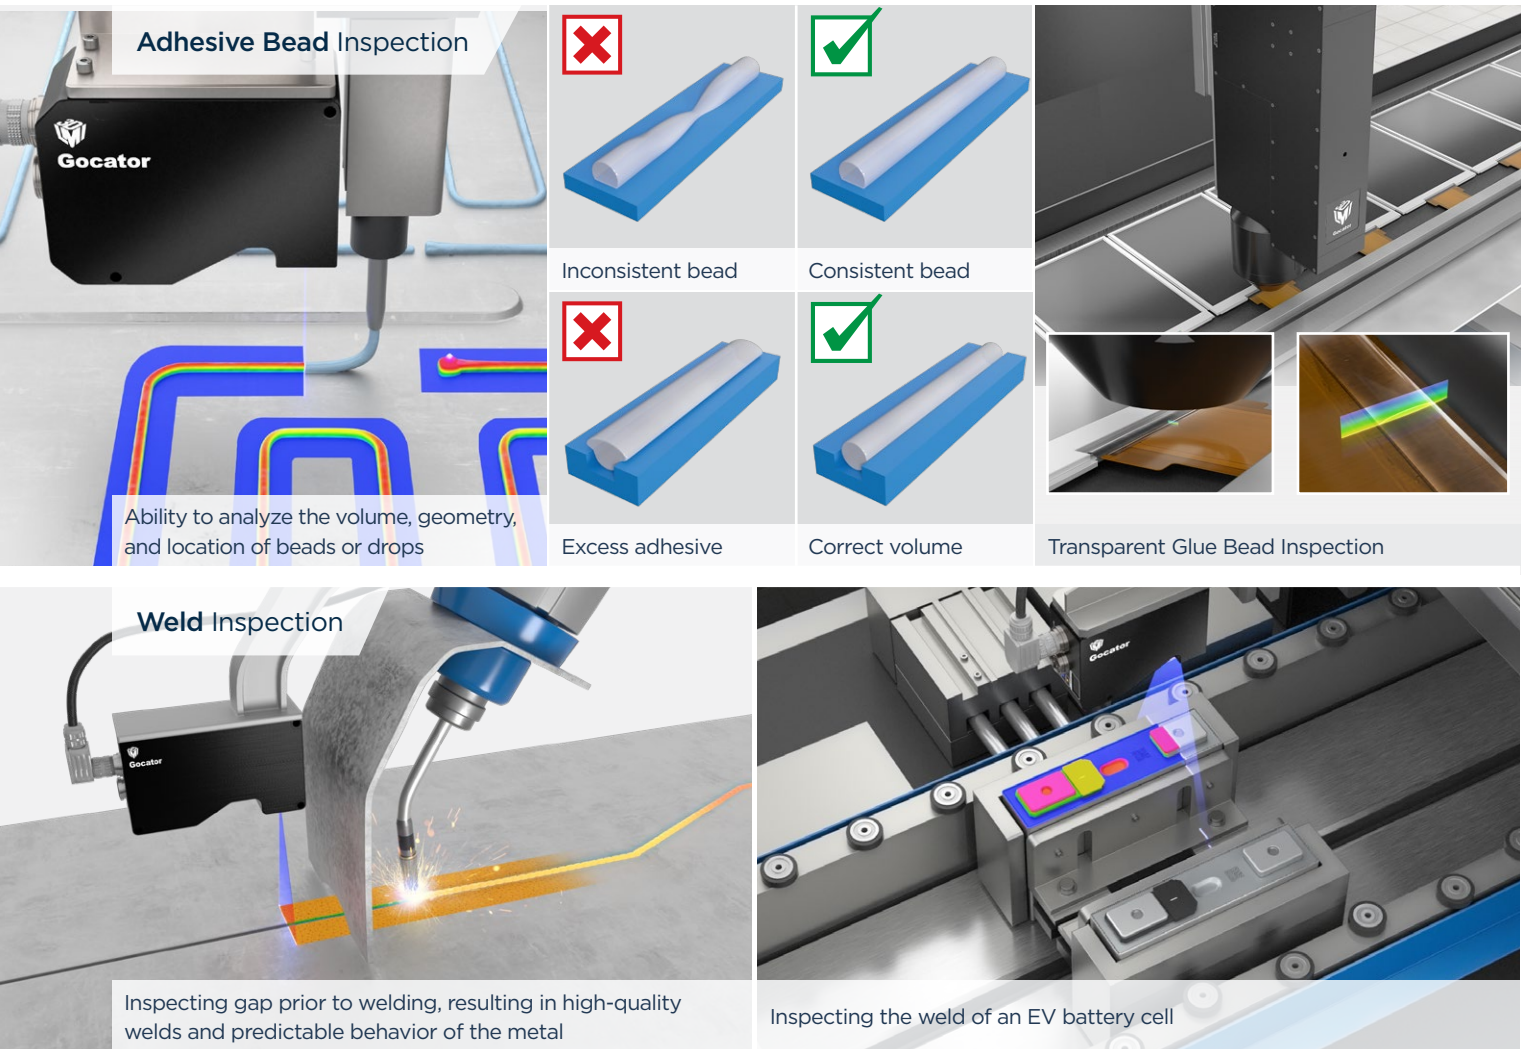 Adhesive Bead Inspection
Gocator
Ability to analyze the volume, geometry,
and location of beads or drops
Inconsistent bead
Consistent bead
Excess adhesive
Correct volume
Gocator
Transparent Glue Bead Inspection
Weld Inspection
Gocator
Inspecting gap prior to welding, resulting in high-quality
welds and predictable behavior of the metal
Gocator
Inspecting the weld of an EV battery cell